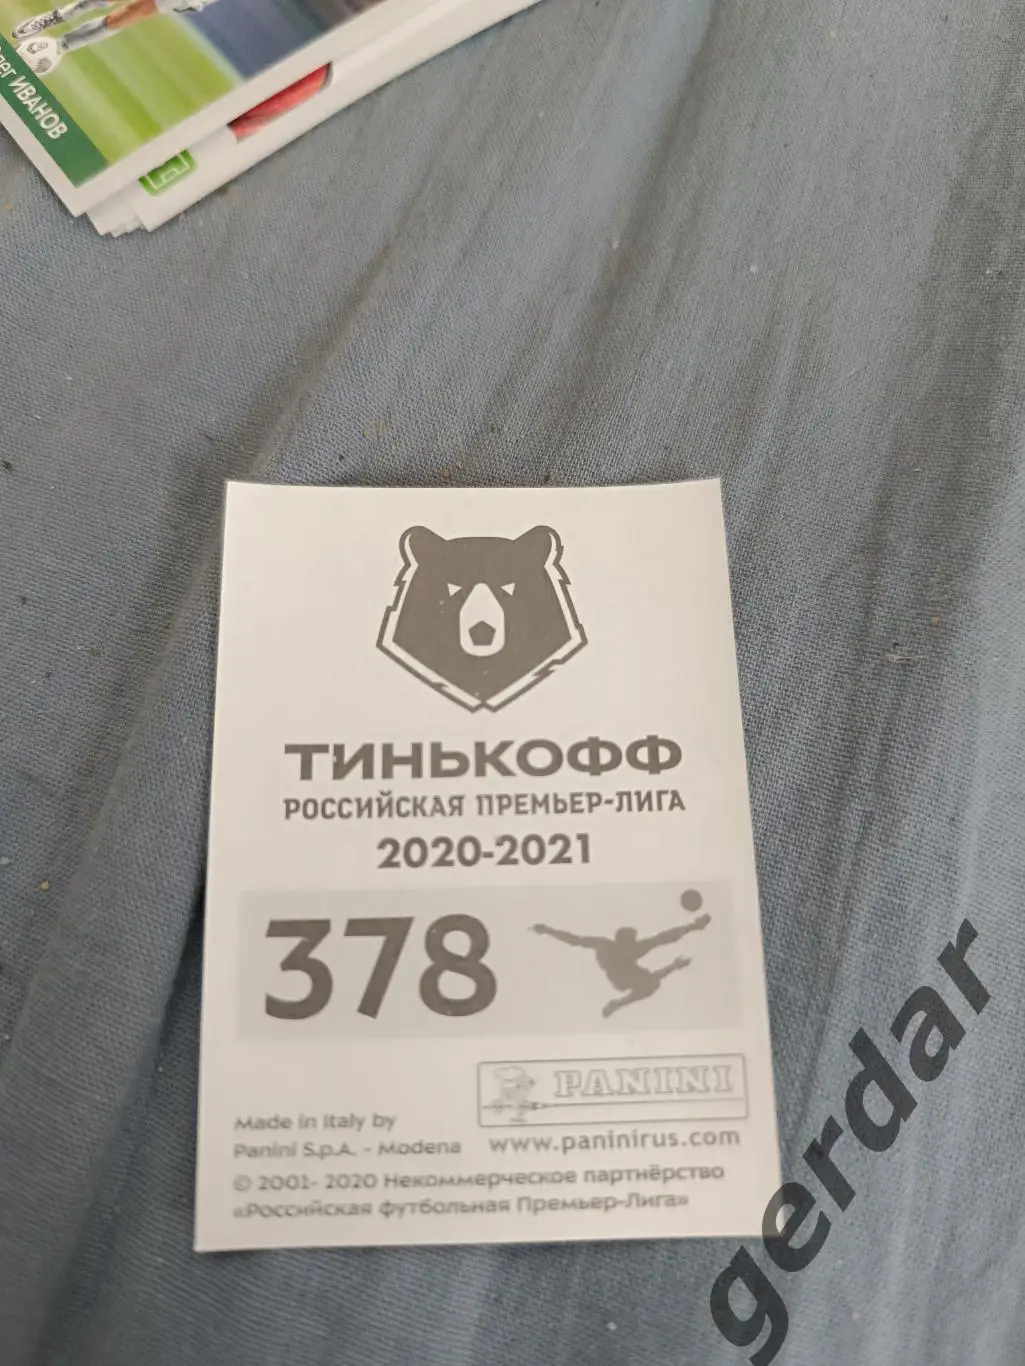 Олег ИВАНОВ
ТИНЬКОФФ
РОССИЙСКАЯ ПРЕМЬЕР-ЛИГА
2020-2021
378
PANINI
Made in Italy by
Panini S.p.A. - Modena
www.paninirus.com
© 2001- 2020 Некоммерческое партнёрство
«Российская футбольная Премьер-Лига»
gerdar